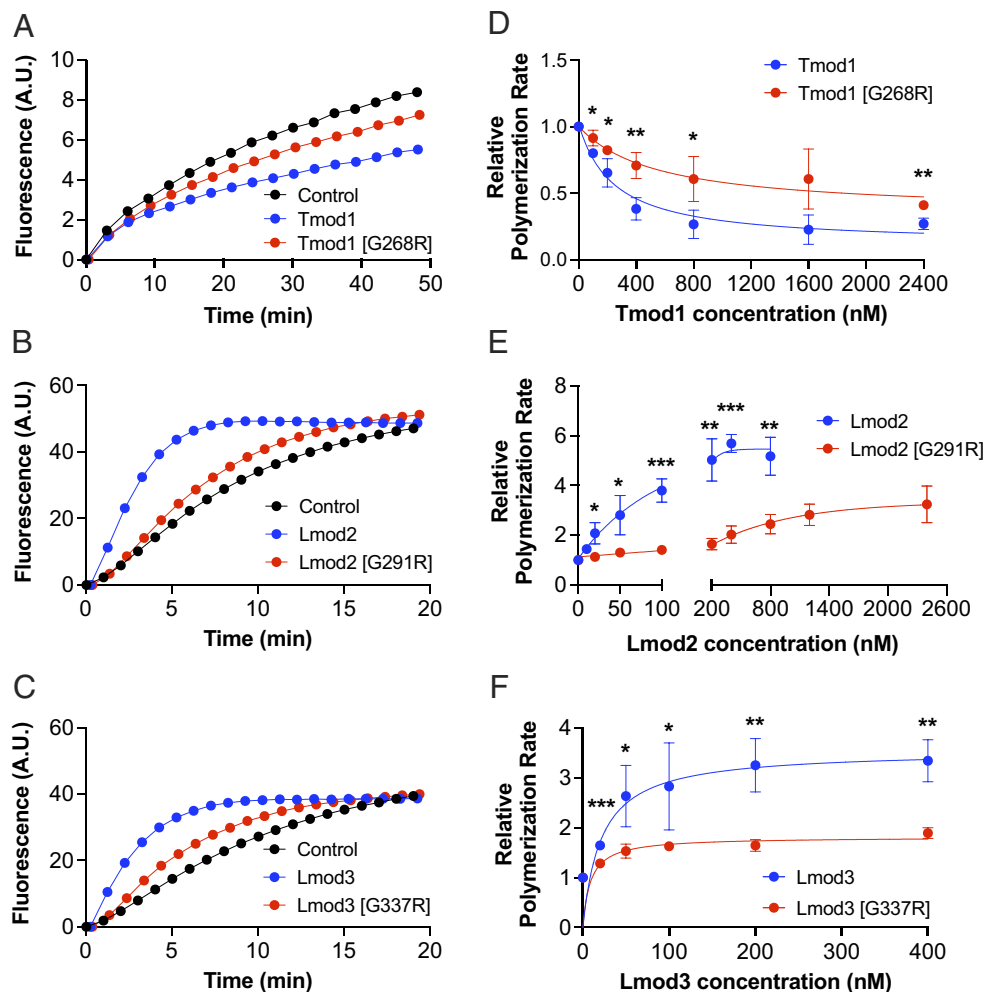 A
Fluorescence (A.U.)
10
8
6
4
2
0
Control
Tmod1
Tmod1 [G268R]
0 10 20 30 40 50
Time (min)
D
Relative
Polymerization Rate
1.5
1.0
0.5
0.0
Tmod1
Tmod1 [G268R]
* * ** * **
0 400 800 1200 1600 2000 2400
Tmod1 concentration (nM)
B
Fluorescence (A.U.)
60
40
20
0
Control
Lmod2
Lmod2 [G291R]
0 5 10 15 20
Time (min)
E
Relative
Polymerization Rate
8
6
4
2
0
Lmod2
Lmod2 [G291R]
* * *** ** *** **
0 50 100 200 800 1400 2000 2600
Lmod2 concentration (nM)
C
Fluorescence (A.U.)
60
40
20
0
Control
Lmod3
Lmod3 [G337R]
0 5 10 15 20
Time (min)
F
Relative
Polymerization Rate
4
3
2
1
0
*** * * ** **
Lmod3
Lmod3 [G337R]
0 100 200 300 400
Lmod3 concentration (nM)